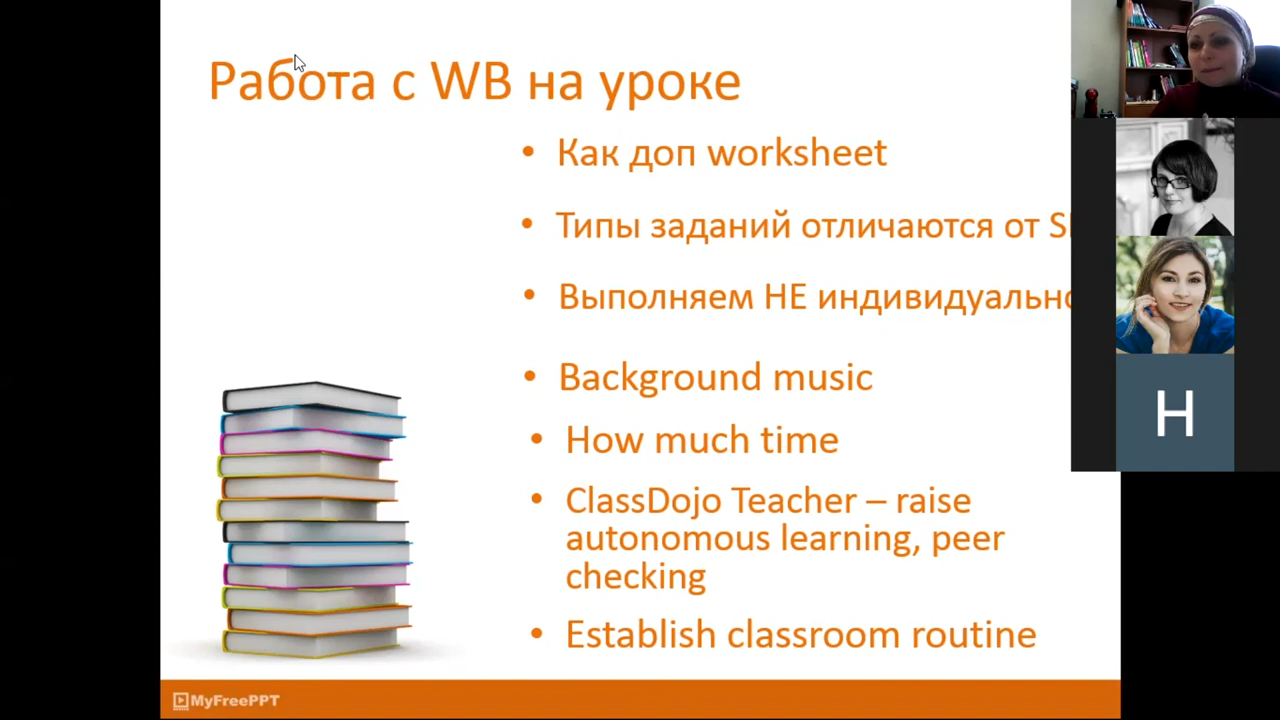 Работа с WB на уроке
• Как доп worksheet
• Типы заданий отличаются от
• Выполняем НЕ индивидуально
• Background music
• How much time
• ClassDojo Teacher – raise
autonomous learning, peer
checking
• Establish classroom routine
H
MyFreePPT